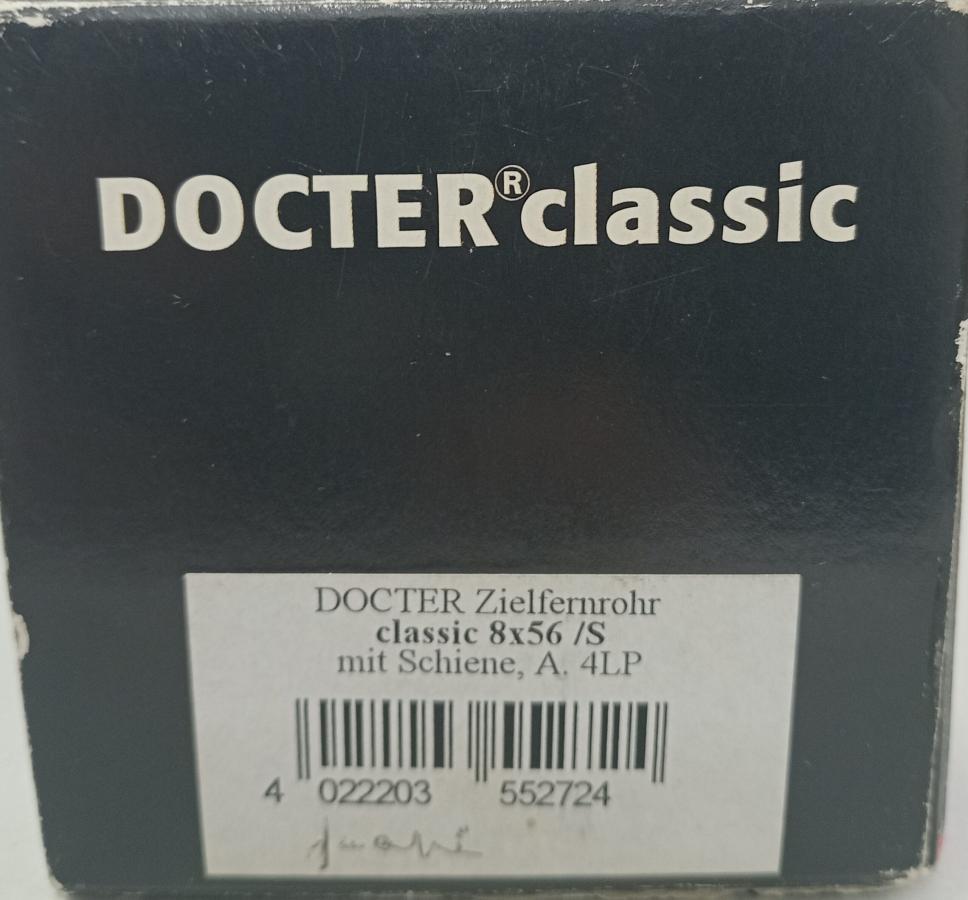 DOCTER®classic
DOCTER Zielfernrohr
classic 8x56 /S
mit Schiene, A. 4LP
4 022203 552724